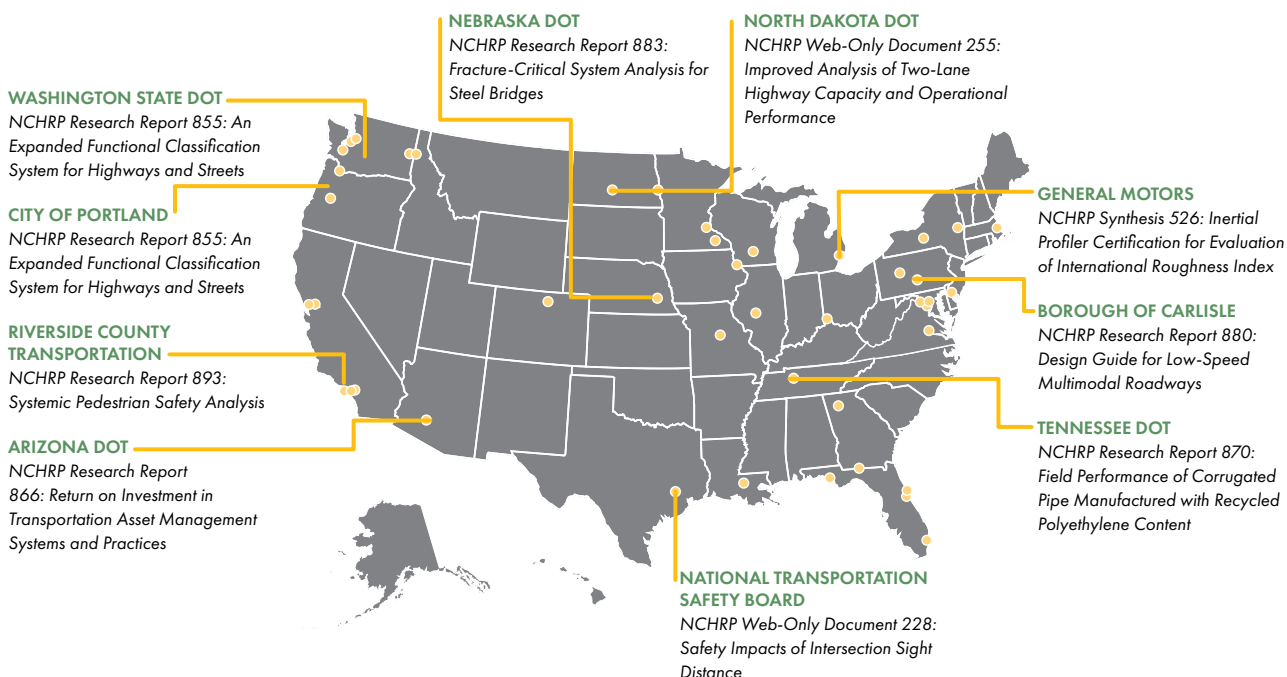 NEBRASKA DOT
NCHRP Research Report 883:
Fracture-Critical System Analysis for
Steel Bridges
NORTH DAKOTA DOT
NCHRP Web-Only Document 255:
Improved Analysis of Two-Lane
Highway Capacity and Operational
Performance
WASHINGTON STATE DOT
NCHRP Research Report 855: An
Expanded Functional Classification
System for Highways and Streets
CITY OF PORTLAND
NCHRP Research Report 855: An
Expanded Functional Classification
System for Highways and Streets
RIVERSIDE COUNTY
TRANSPORTATION
NCHRP Research Report 893:
Systemic Pedestrian Safety Analysis
ARIZONA DOT
NCHRP Research Report
866: Return on Investment in
Transportation Asset Management
Systems and Practices
GENERAL MOTORS
NCHRP Synthesis 526: Inertial
Profiler Certification for Evaluation
of International Roughness Index
BOROUGH OF CARLISLE
NCHRP Research Report 880:
Design Guide for Low-Speed
Multimodal Roadways
TENNESSEE DOT
NCHRP Research Report 870:
Field Performance of Corrugated
Pipe Manufactured with Recycled
Polyethylene Content
NATIONAL TRANSPORTATION
SAFETY BOARD
NCHRP Web-Only Document 228:
Safety Impacts of Intersection Sight
Distance